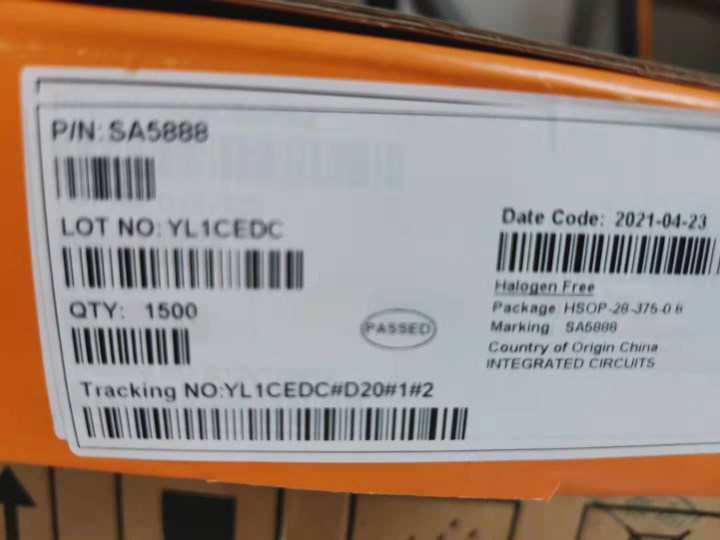 P/N: SA5888
LOT NO: YL1CEDC
QTY: 1500
PASSED
Tracking NO:YL1CEDC#D20#1#2
Date Code: 2021-04-23
Halogen Free
Package: HSOP-28-375-0.8
Marking SA5888
Country of Origin China
INTEGRATED CIRCUITS